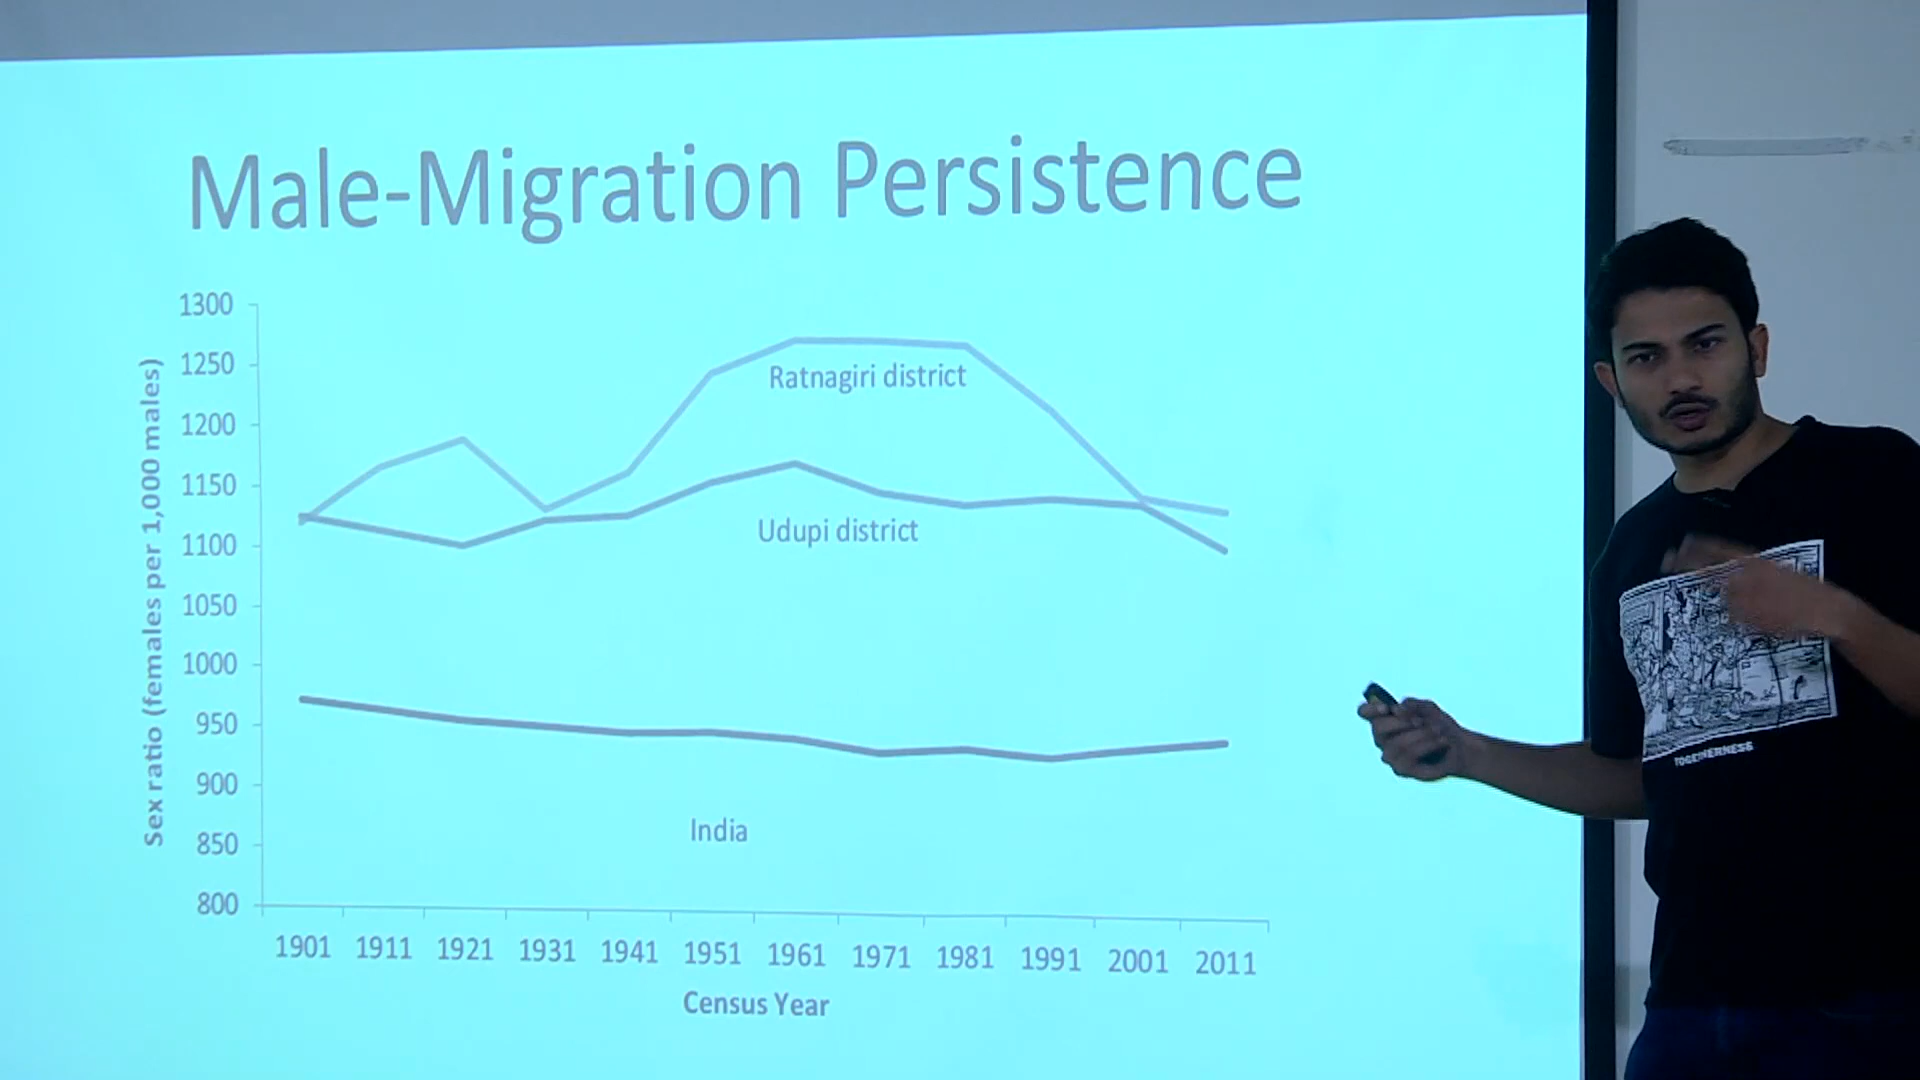 Male-Migration Persistence
Sex ratio (females per 1,000 males)
1300
1250
1200
1150
1100
1050
1000
950
900
850
800
Ratnagiri district
Udupi district
India
1901 1911 1921 1931 1941 1951 1961 1971 1981 1991 2001 2011
Census Year
TOGETHERNESS